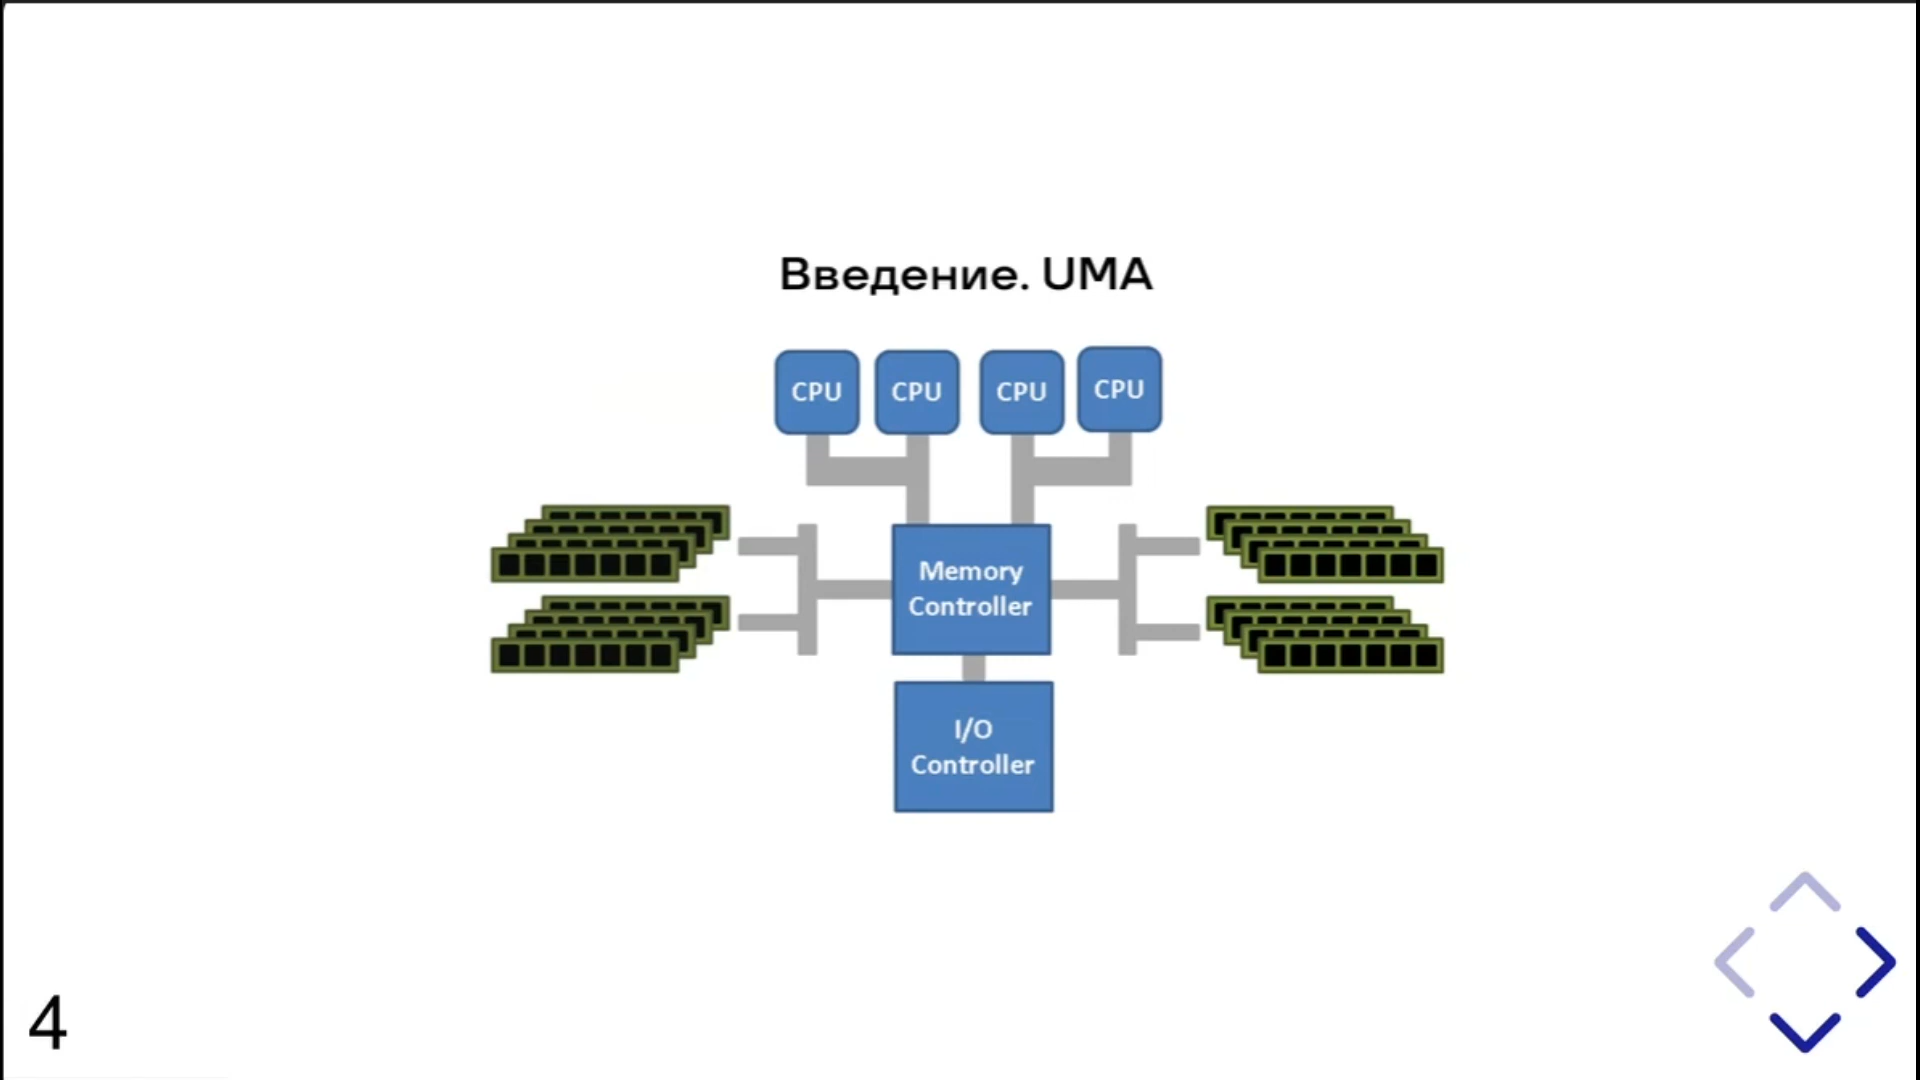 Введение. UMA
CPU
CPU
CPU
CPU
Memory
Controller
I/O
Controller
4